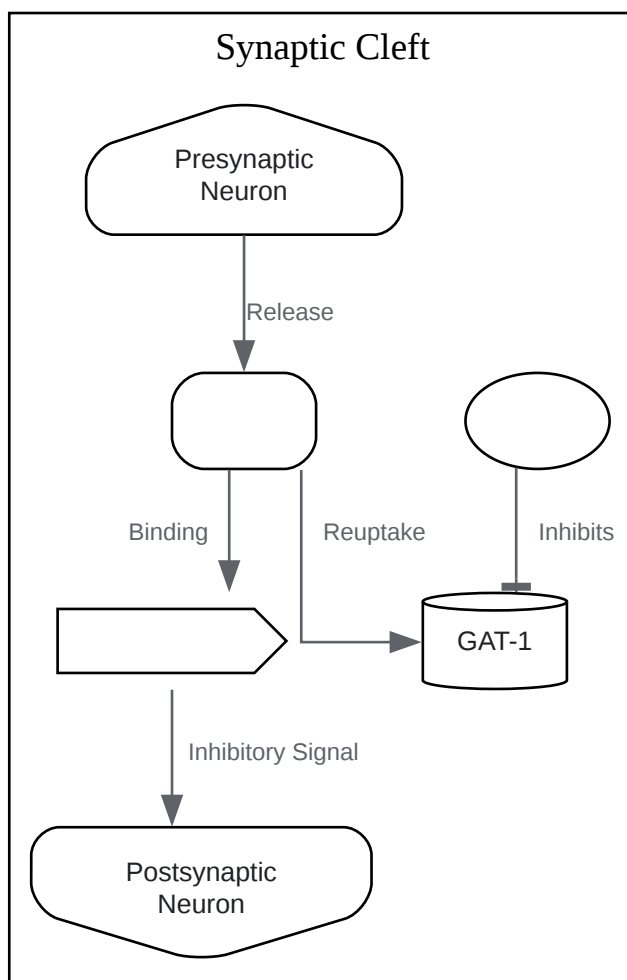 Synaptic Cleft
Presynaptic
Neuron
Release
Binding
Reuptake
Inhibits
GAT-1
Inhibitory Signal
Postsynaptic
Neuron